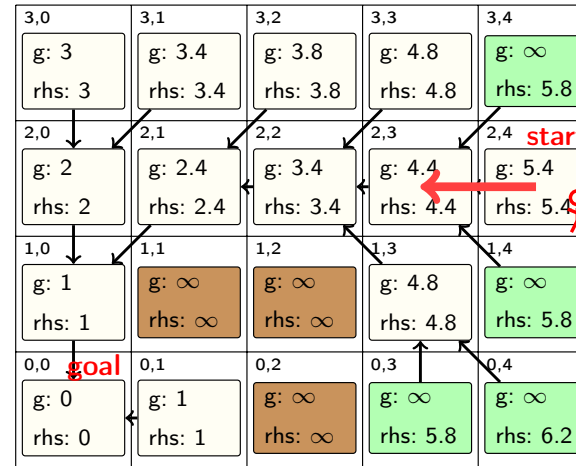 3,0 3,1 3,2 3,3 3,4
g: 3 g: 3.4 g: 3.8 g: 4.8 g: ∞
rhs: 3 rhs: 3.4 rhs: 3.8 rhs: 4.8 rhs: 5.8
2,0 2,1 2,2 2,3 2,4
star
g: 2 g: 2.4 g: 3.4 g: 4.4 g: 5.4
rhs: 2 rhs: 2.4 rhs: 3.4 rhs: 4.4 rhs: 5.4
1,0 1,1 1,2 1,3 1,4
g: 1 g: ∞ g: ∞ g: 4.8 g: ∞
rhs: 1 rhs: ∞ rhs: ∞ rhs: 4.8 rhs: 5.8
0,0 0,1 0,2 0,3 0,4
goal
g: 0 g: 1 g: ∞ g: ∞ g: ∞
rhs: 0 rhs: 1 rhs: ∞ rhs: 5.8 rhs: 6.2